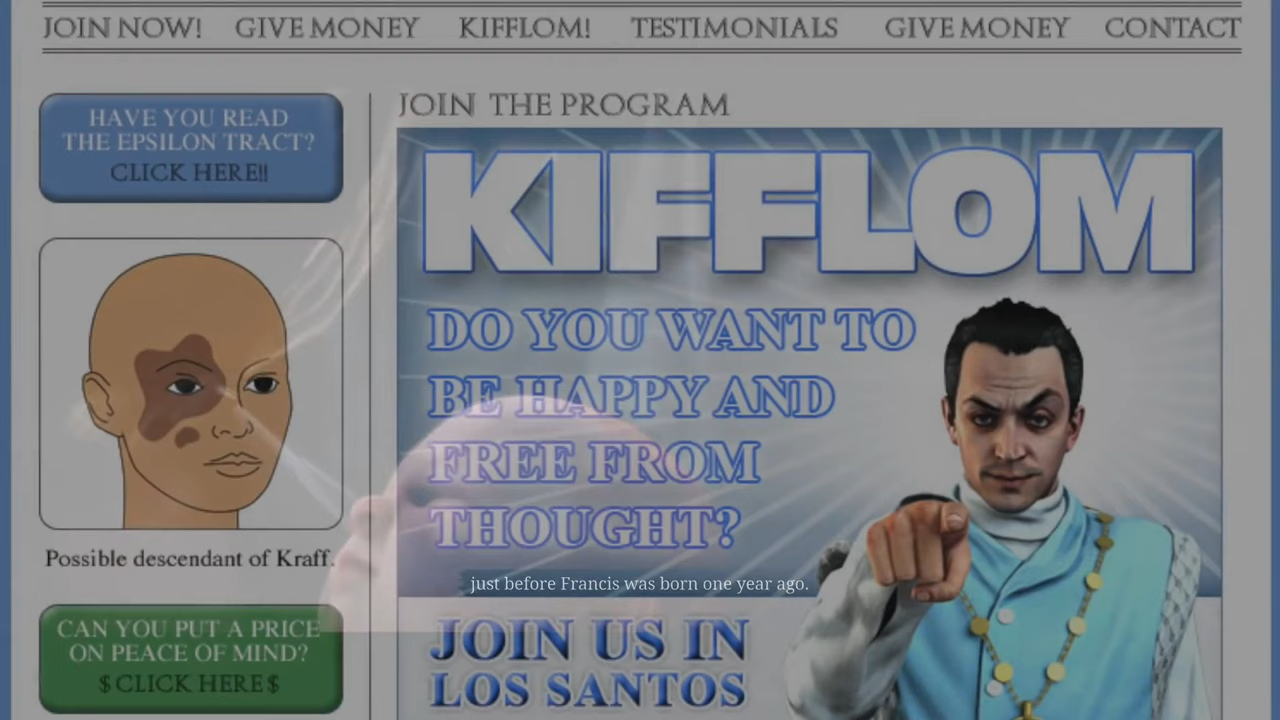 JOIN NOW! GIVE MONEY KIFFLOM! TESTIMONIALS GIVE MONEY CONTACT
HAVE YOU READ
THE EPSILON TRACT?
CLICK HERE!!
Possible descendant of Kraff.
CAN YOU PUT A PRICE
ON PEACE OF MIND?
$ CLICK HERE $
JOIN THE PROGRAM
KIFFLOM
DO YOU WANT TO
BE HAPPY AND
FREE FROM
THOUGHT?
just before Francis was born one year ago.
JOIN US IN
LOS SANTOS